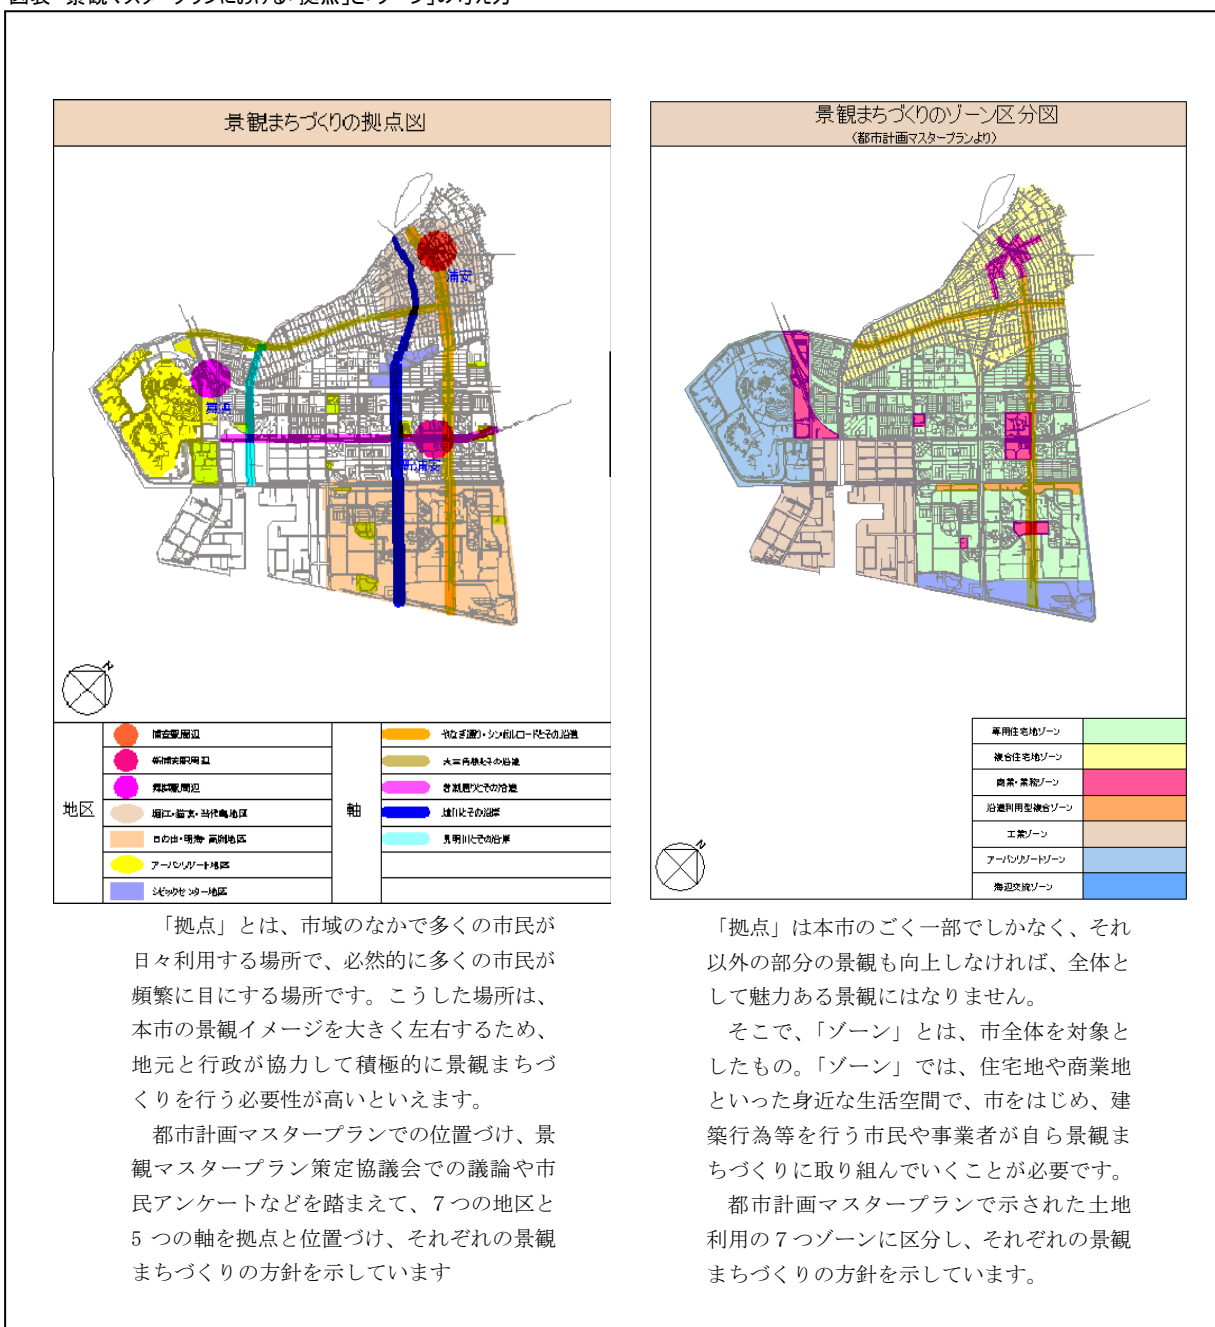 景観まちづくりの拠点図
浦安
舞浜
新浦安
N
地区
浦安駅周辺
新浦安駅周辺
舞浜駅周辺
堀江・猫実・当代島地区
日の出・明海・高洲地区
アーバンリゾート地区
シビックセンター地区
軸
やなぎ通り・シンボルロードとその沿道
大三角線とその沿道
若潮通りとその沿道
境川とその沿岸
見明川とその沿岸
「拠点」とは、市域のなかで多くの市民が
日々利用する場所で、必然的に多くの市民が
頻繁に目にする場所です。こうした場所は、
本市の景観イメージを大きく左右するため、
地元と行政が協力して積極的に景観まちづ
くりを行う必要性が高いといえます。
都市計画マスタープランでの位置づけ、景
観マスタープラン策定協議会での議論や市
民アンケートなどを踏まえて、７つの地区と
5 つの軸を拠点と位置づけ、それぞれの景観
まちづくりの方針を示しています
景観まちづくりのゾーン区分図
（都市計画マスタープランより）
N
専用住宅地ゾーン
複合住宅地ゾーン
商業・業務ゾーン
沿道利用型複合ゾーン
工業ゾーン
アーバンリゾートゾーン
海辺交流ゾーン
「拠点」は本市のごく一部でしかなく、それ
以外の部分の景観も向上しなければ、全体と
して魅力ある景観にはなりません。
そこで、「ゾーン」とは、市全体を対象と
したもの。「ゾーン」では、住宅地や商業地
といった身近な生活空間で、市をはじめ、建
築行為等を行う市民や事業者が自ら景観ま
ちづくりに取り組んでいくことが必要です。
都市計画マスタープランで示された土地
利用の７つゾーンに区分し、それぞれの景観
まちづくりの方針を示しています。